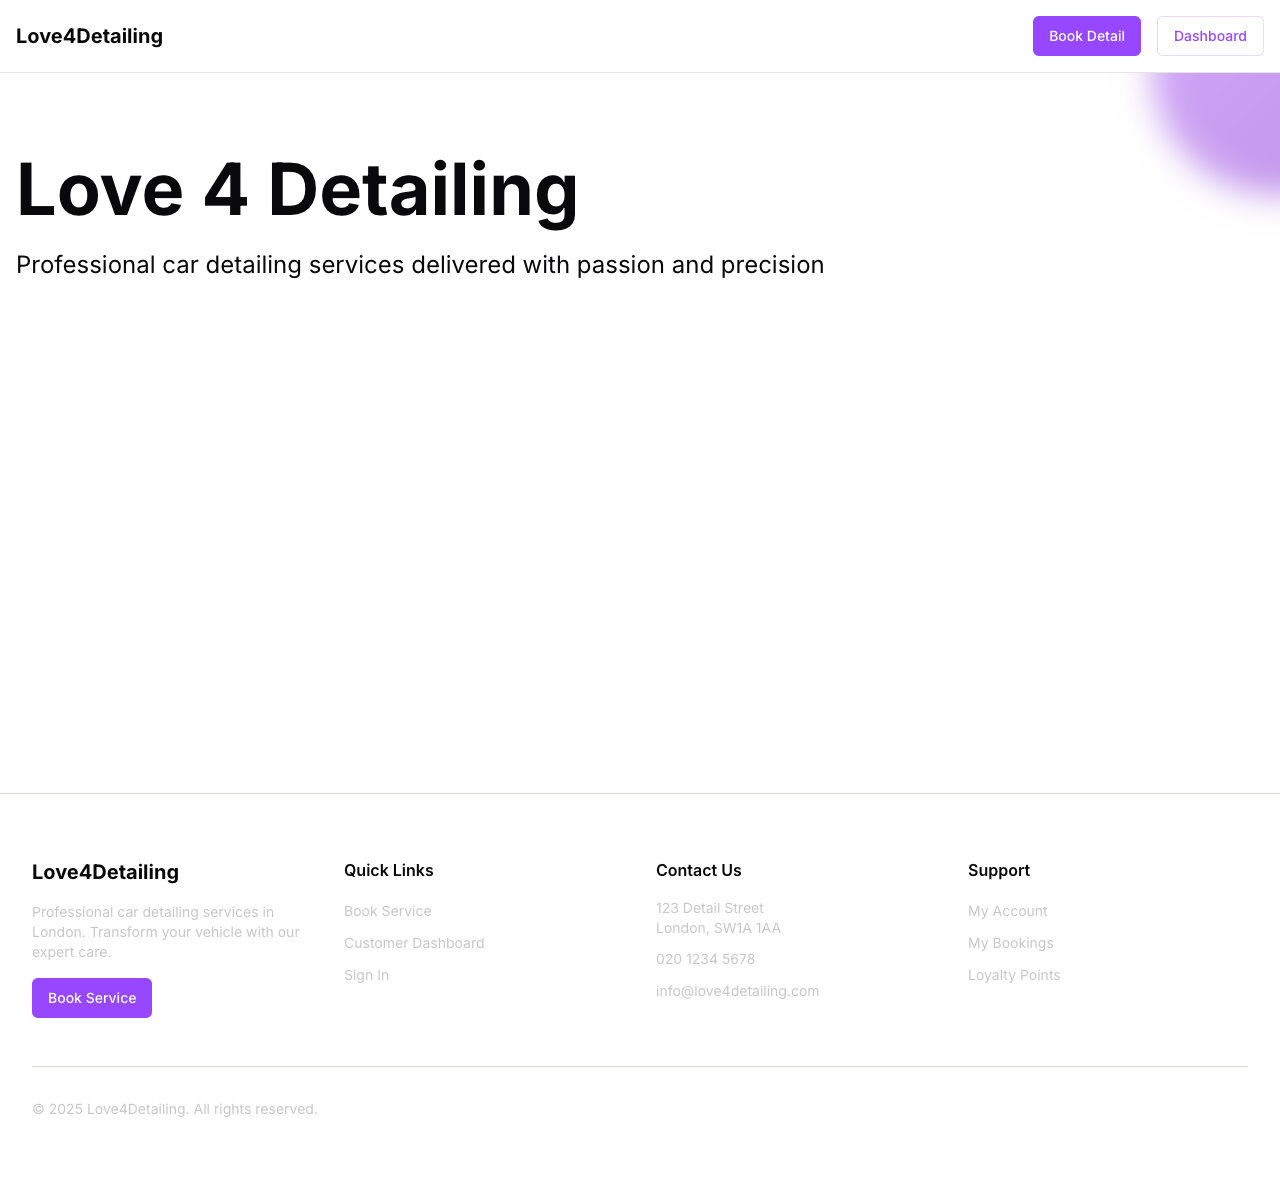 Love4Detailing
Book Detail
Dashboard
Love 4 Detailing
Professional car detailing services delivered with passion and precision
Love4Detailing
Professional car detailing services in
London. Transform your vehicle with our
expert care.
Book Service
Quick Links
Book Service
Customer Dashboard
Sign In
Contact Us
123 Detail Street
London, SW1A 1AA
020 1234 5678
info@love4detailing.com
Support
My Account
My Bookings
Loyalty Points
© 2025 Love4Detailing. All rights reserved.